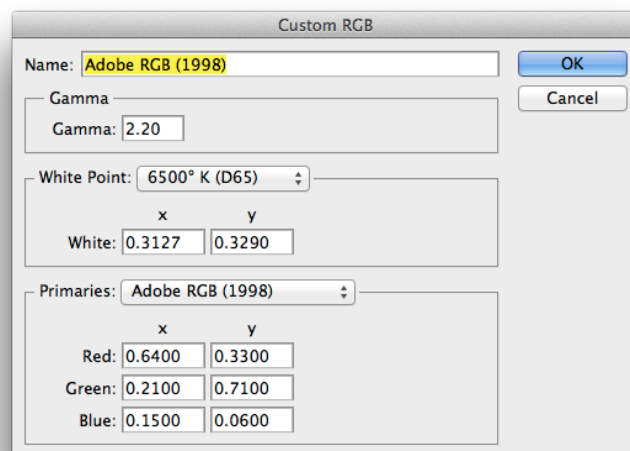 Custom RGB
Name: Adobe RGB (1998)
OK
Cancel
Gamma
Gamma: 2.20
White Point: 6500° K (D65)
x y
White: 0.3127 0.3290
Primaries: Adobe RGB (1998)
x y
Red: 0.6400 0.3300
Green: 0.2100 0.7100
Blue: 0.1500 0.0600